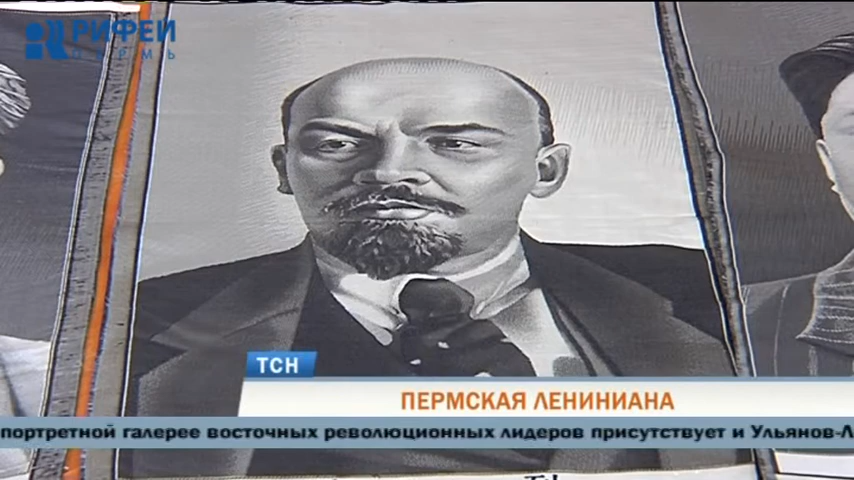 РИФЕЙ
ПЕРМЬ
ТСН
ПЕРМСКАЯ ЛЕНИНИАНА
портретной галерее восточных революционных лидеров присутствует и Ульянов-Л